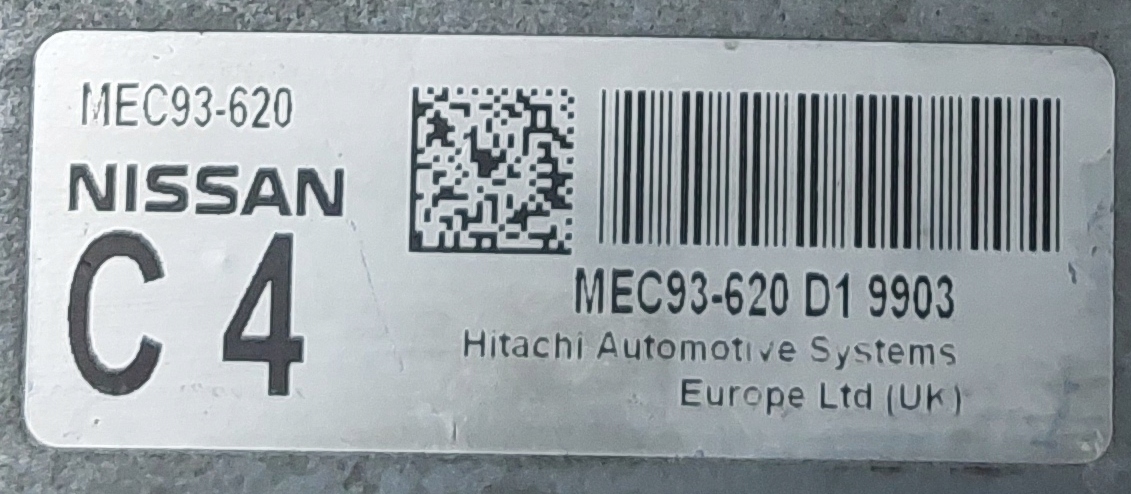 MEC93-620
NISSAN
C 4
MEC93-620 D1 9903
Hitachi Automotive Systems
Europe Ltd (UK)